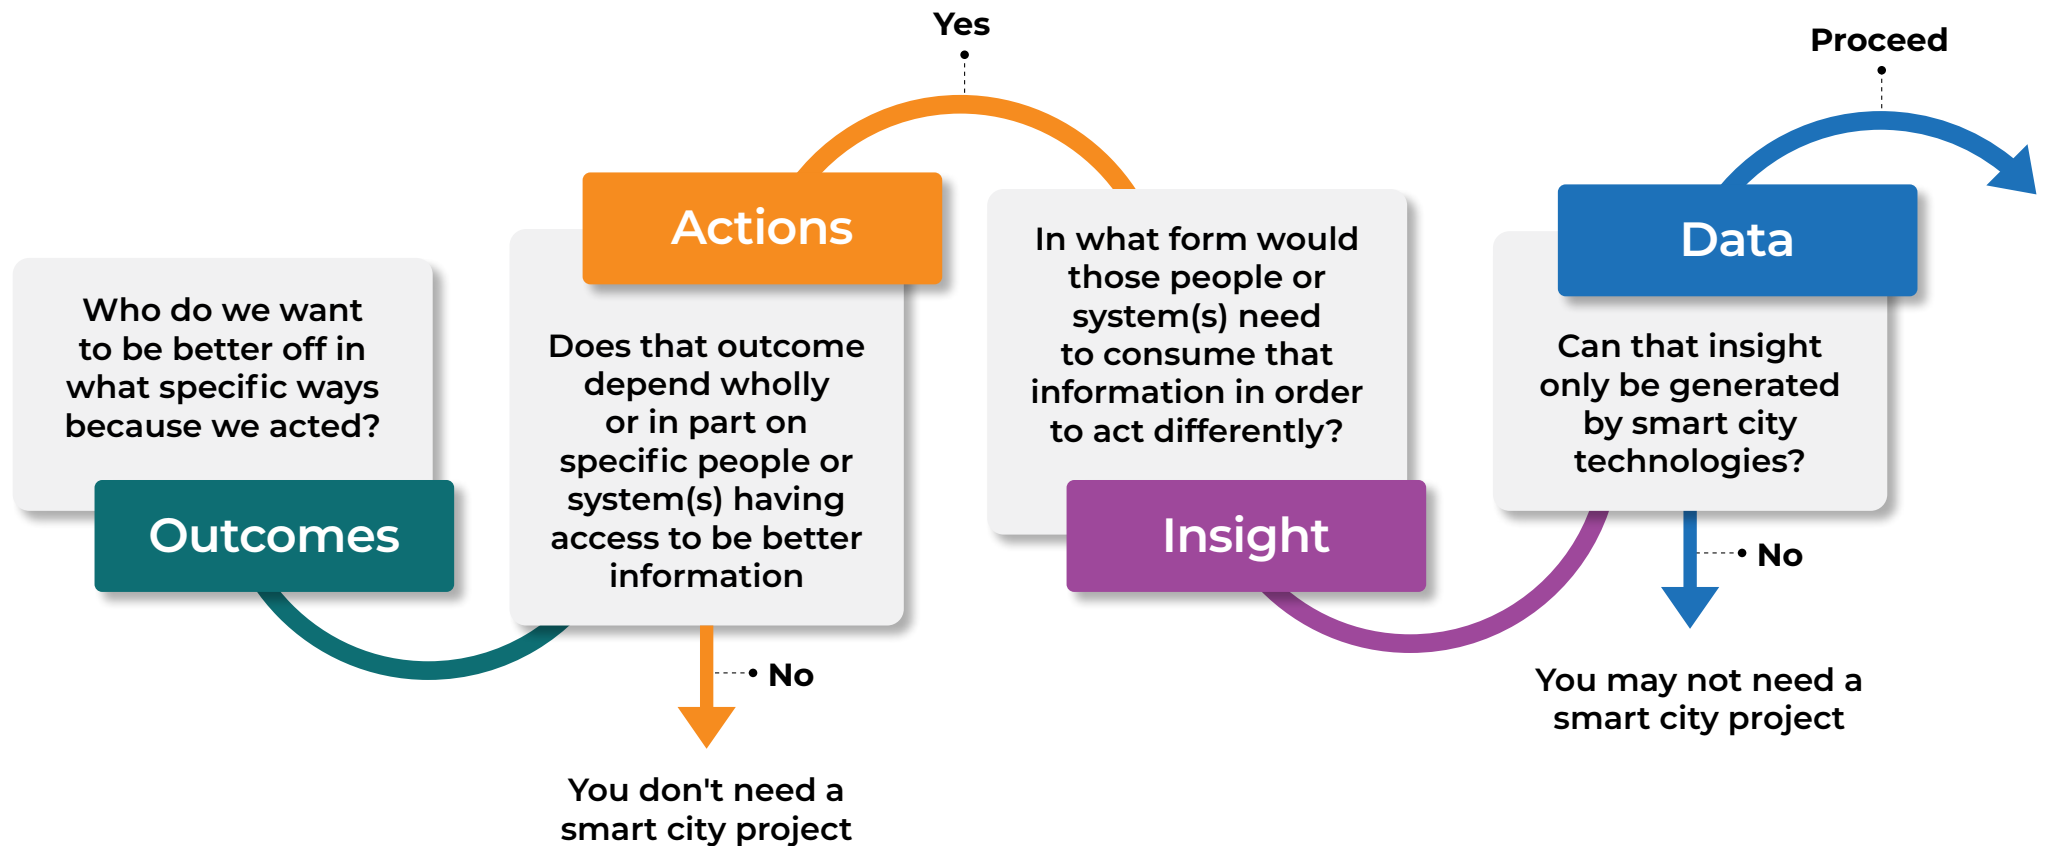 Who do we want
to be better off in
what specific ways
because we acted?
Outcomes
Actions
Does that outcome
depend wholly
or in part on
specific people or
system(s) having
access to be better
information
No
You don't need a
smart city project
Yes
In what form would
those people or
system(s) need
to consume that
information in order
to act differently?
Insight
Data
Can that insight
only be generated
by smart city
technologies?
No
You may not need a
smart city project
Proceed